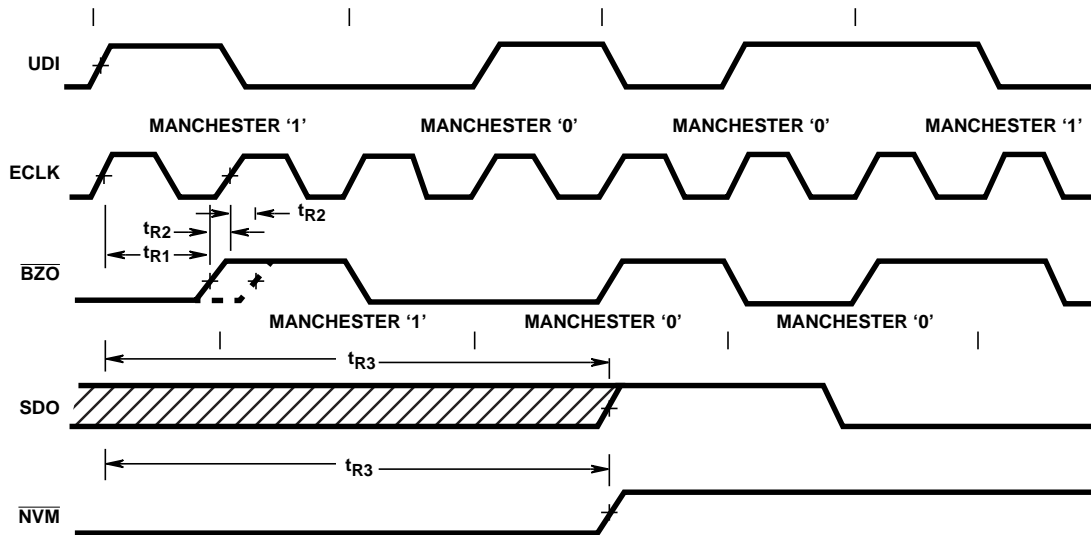 UDI
MANCHESTER ‘1’ MANCHESTER ‘0’ MANCHESTER ‘0’ MANCHESTER ‘1’
ECLK
tR2
tR2
tR1
BZO
MANCHESTER ‘1’ MANCHESTER ‘0’ MANCHESTER ‘0’
tR3
SDO
tR3
NVM